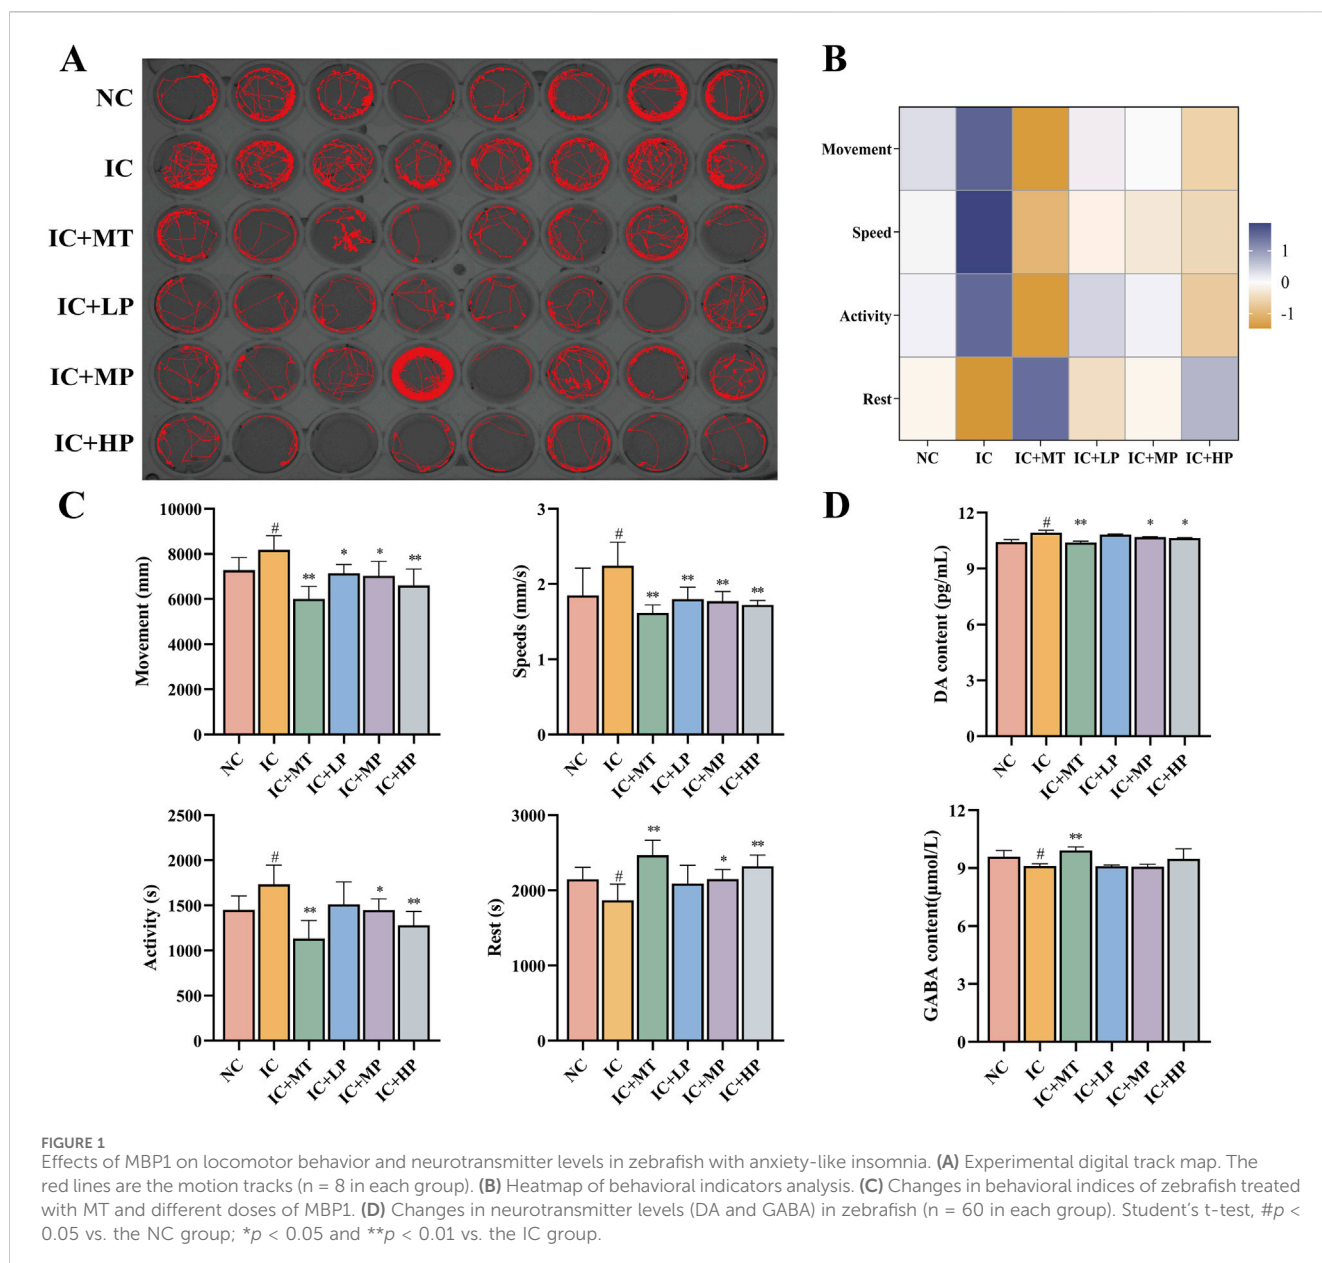 A
NC
IC
IC+MT
IC+LP
IC+MP
IC+HP
B
Movement
Speed
Activity
Rest
NC IC IC+MT IC+LP IC+MP IC+HP
1
0
-1
C
Movement (mm)
10000
8000
6000
4000
2000
0
# ** * * **
NC IC IC+MT IC+LP IC+MP IC+HP
Speeds (mm/s)
3
2
1
0
# ** ** ** **
NC IC IC+MT IC+LP IC+MP IC+HP
Activity (s)
2500
2000
1500
1000
500
0
# ** * **
NC IC IC+MT IC+LP IC+MP IC+HP
Rest (s)
3000
2000
1000
0
# ** * **
NC IC IC+MT IC+LP IC+MP IC+HP
D
DA content (pg/mL)
12
9
6
3
0
# ** * *
NC IC IC+MT IC+LP IC+MP IC+HP
GABA content(μmol/L)
12
9
6
3
0
# **
NC IC IC+MT IC+LP IC+MP IC+HP
FIGURE 1
Effects of MBP1 on locomotor behavior and neurotransmitter levels in zebrafish with anxiety-like insomnia. (A) Experimental digital track map. The
red lines are the motion tracks (n = 8 in each group). (B) Heatmap of behavioral indicators analysis. (C) Changes in behavioral indices of zebrafish treated
with MT and different doses of MBP1. (D) Changes in neurotransmitter levels (DA and GABA) in zebrafish (n = 60 in each group). Student's t-test, #p <
0.05 vs. the NC group; *p < 0.05 and **p < 0.01 vs. the IC group.